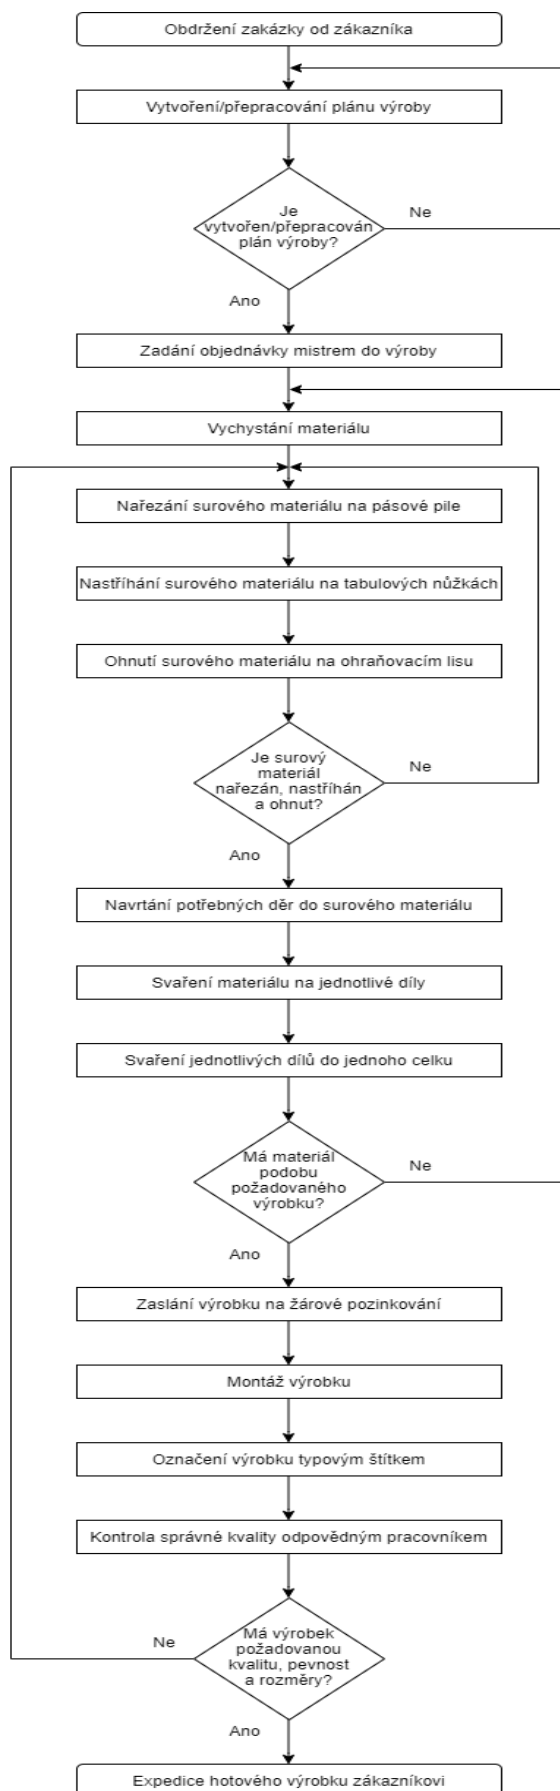 Obdržení zakázky od zákazníka
Vytvoření/přepracování plánu výroby
Je
vytvořen/přepracován
plán výroby?
Ne
Ano
Zadání objednávky mistrem do výroby
Vychystání materiálu
Nařezání surového materiálu na pásové pile
Nastříhání surového materiálu na tabulových nůžkách
Ohnutí surového materiálu na ohraňovacím lisu
Je surový
materiál
nařezán, nastříhán
a ohnut?
Ne
Ano
Navrtání potřebných děr do surového materiálu
Svaření materiálu na jednotlivé díly
Svaření jednotlivých dílů do jednoho celku
Má materiál
podobu
požadovaného
výrobku?
Ne
Ano
Zaslání výrobku na žárové pozinkování
Montáž výrobku
Označení výrobku typovým štítkem
Kontrola správné kvality odpovědným pracovníkem
Má výrobek
požadovanou
kvalitu, pevnost
a rozměry?
Ne
Ano
Expedice hotového výrobku zákazníkovi